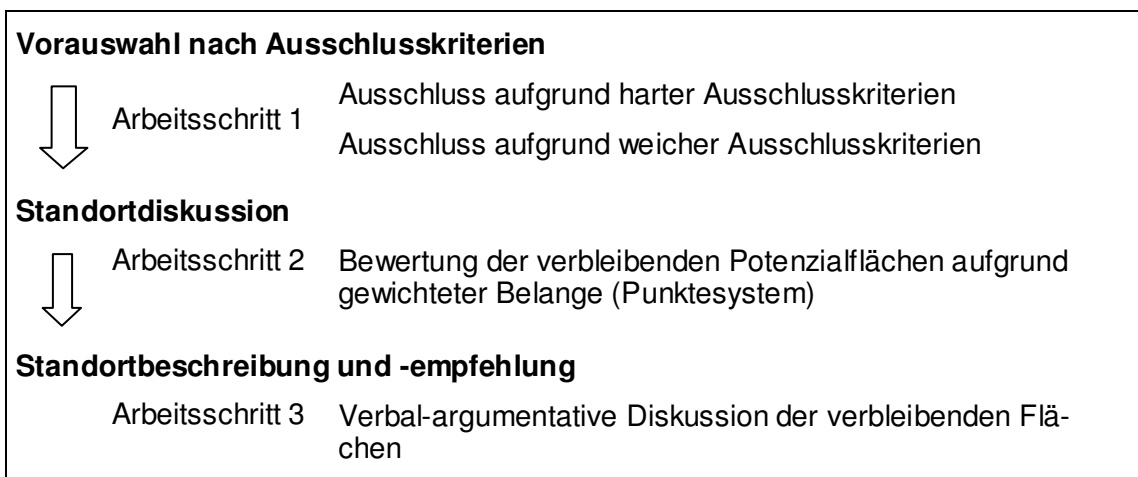 Vorauswahl nach Ausschlusskriterien
Arbeitsschritt 1
Ausschluss aufgrund harter Ausschlusskriterien
Ausschluss aufgrund weicher Ausschlusskriterien
Standortdiskussion
Arbeitsschritt 2
Bewertung der verbleibenden Potenzialflächen aufgrund
gewichteter Belange (Punktesystem)
Standortbeschreibung und -empfehlung
Arbeitsschritt 3
Verbal-argumentative Diskussion der verbleibenden Flä-
chen